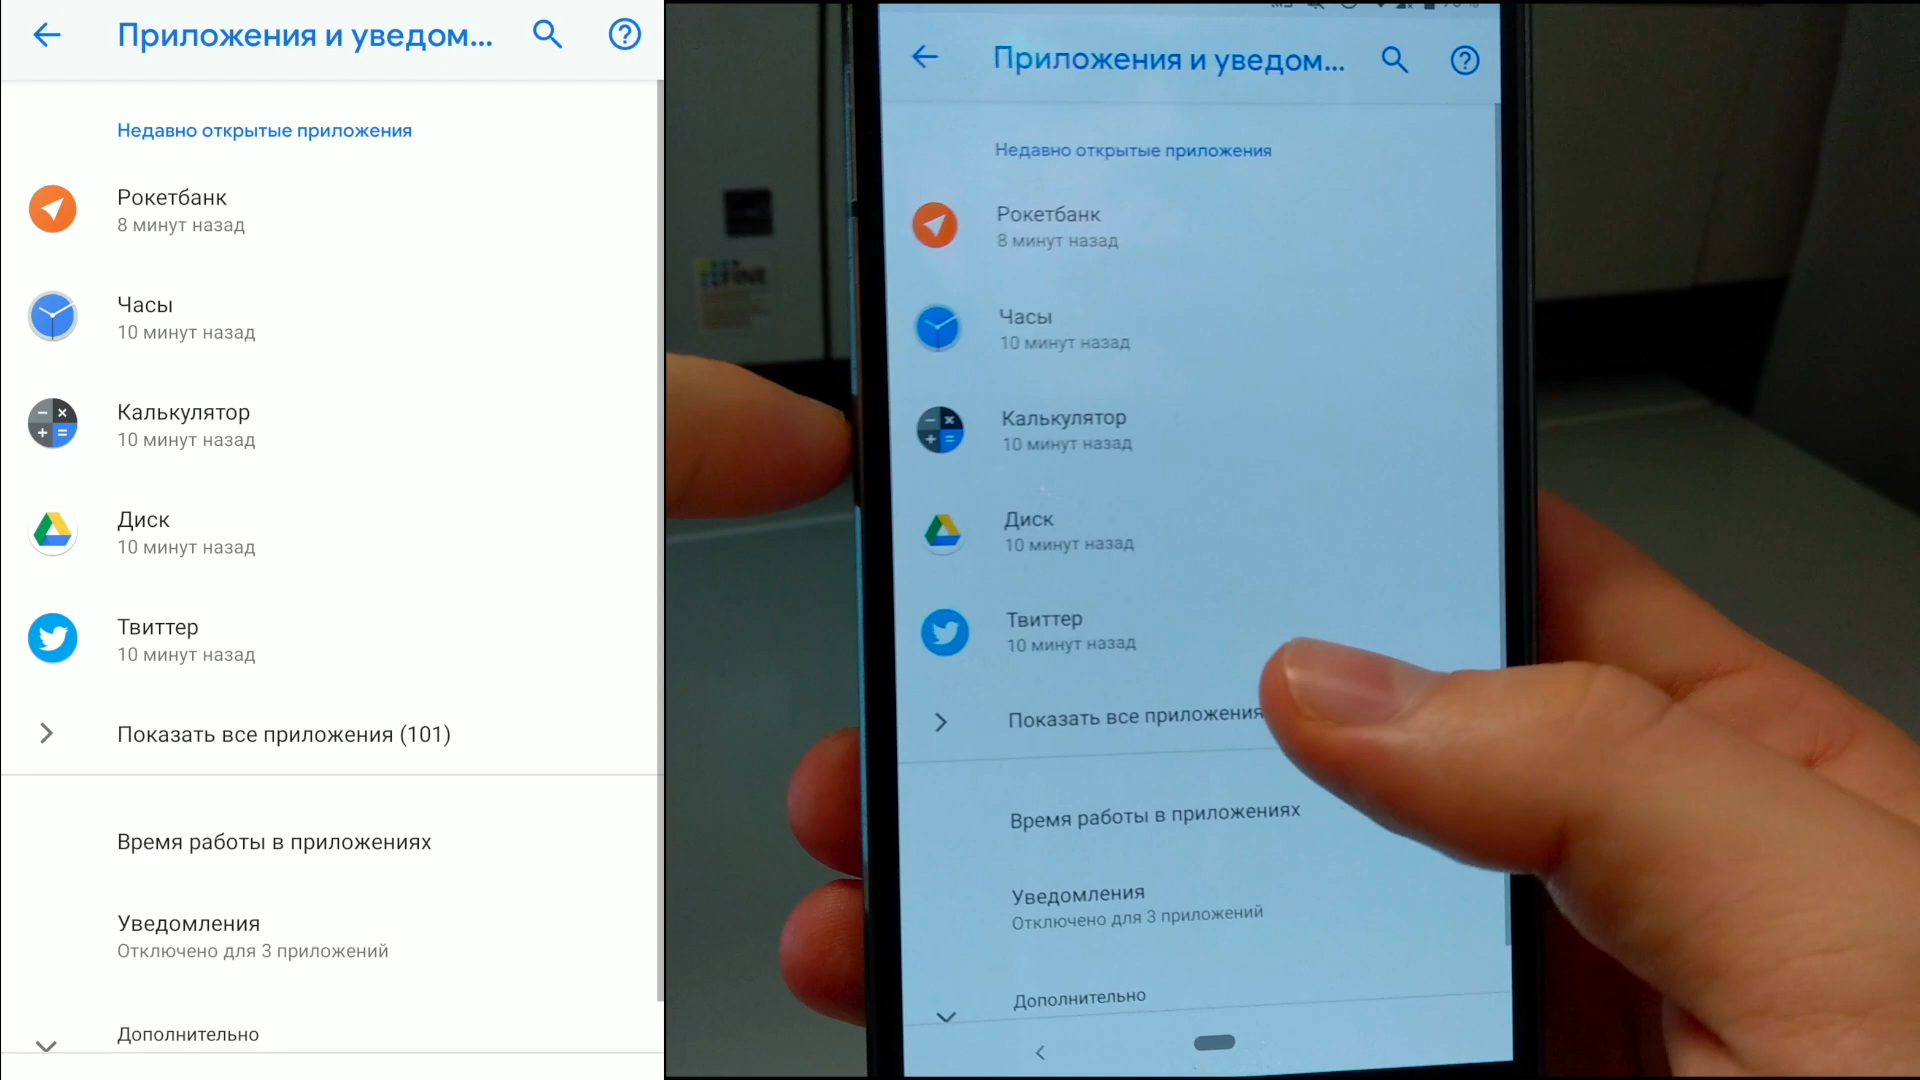 Приложения и уведом...
Недавно открытые приложения
Рокетбанк
8 минут назад
Часы
10 минут назад
Калькулятор
10 минут назад
Диск
10 минут назад
Твиттер
10 минут назад
Показать все приложения (101)
Время работы в приложениях
Уведомления
Отключено для 3 приложений
Дополнительно
Приложения и уведом...
Недавно открытые приложения
Рокетбанк
8 минут назад
Часы
10 минут назад
Калькулятор
10 минут назад
Диск
10 минут назад
Твиттер
10 минут назад
Показать все приложения
Время работы в приложениях
Уведомления
Отключено для 3 приложений
Дополнительно
FINE